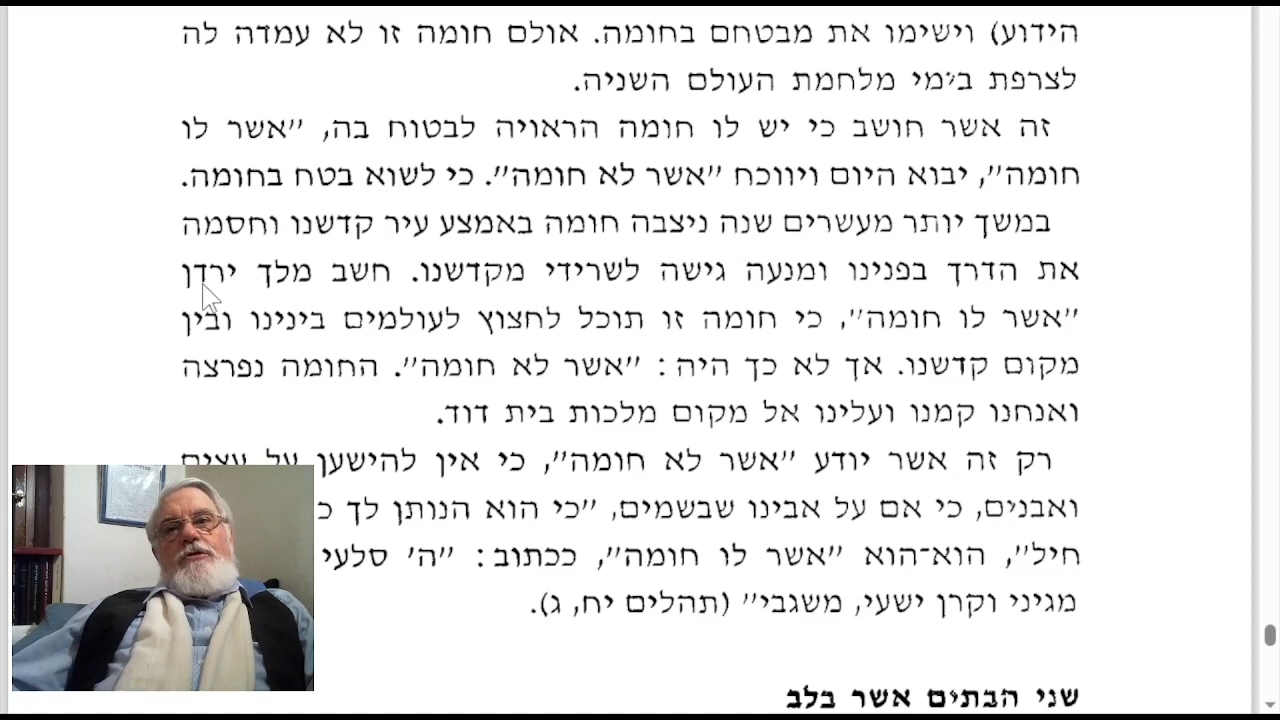 הידוע) וישימו את מבטחם בחומה. אולם חומה זו לא עמדה לה
לצרפת בימי מלחמת העולם השניה.
זה אשר חושב כי יש לו חומה הראויה לבטוח בה, ״אשר לו
חומה״, יבוא היום ויווכח ״אשר לא חומה״. כי לשוא בטח בחומה.
במשך יותר מעשרים שנה ניצבה חומה באמצע עיר קדשנו וחסמה
את הדרך בפנינו ומנעה גישה לשרידי מקדשנו. חשב מלך ירדן
״אשר לו חומה״, כי חומה זו תוכל לחצוץ לעולמים בינינו ובין
מקום קדשנו. אך לא כך היה: ״אשר לא חומה״. החומה נפרצה
ואנחנו קמנו ועלינו אל מקום מלכות בית דוד.
רק זה אשר יודע ״אשר לא חומה״, כי אין להישען על עצים
ואבנים, כי אם על אבינו שבשמים, ״כי הוא הנותן לך
חיל״, הוא־הוא ״אשר לו חומה״, ככתוב: ״ה׳ סלעי
מגיני וקרן ישעי, משגבי״ (תהלים יח, ג).
שני הבתים אשר בלב